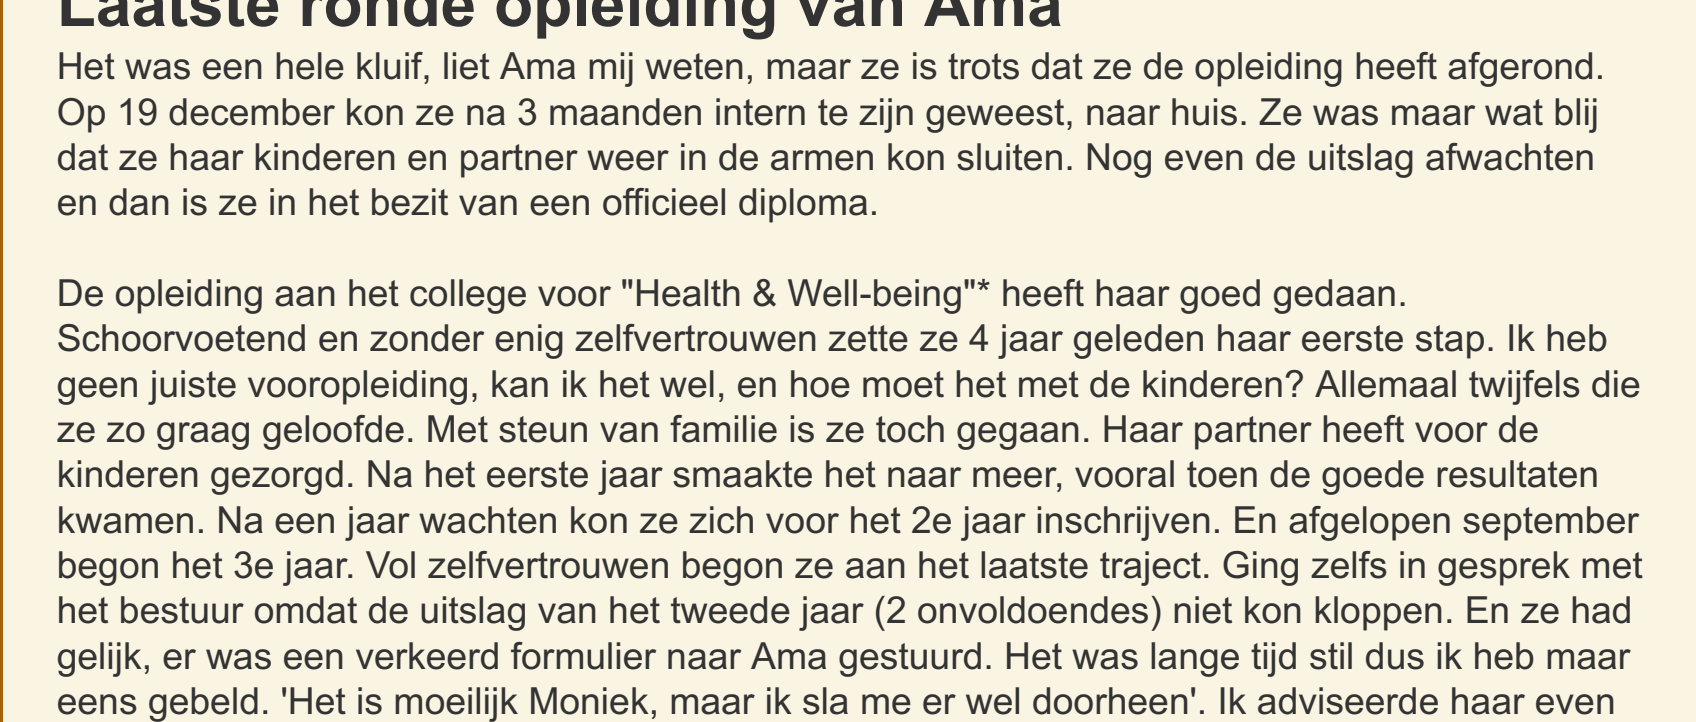 Laatste ronde opleiding van Ama
Het was een hele kluif, liet Ama mij weten, maar ze is trots dat ze de opleiding heeft afgerond.
Op 19 december kon ze na 3 maanden intern te zijn geweest, naar huis. Ze was maar wat blij
dat ze haar kinderen en partner weer in de armen kon sluiten. Nog even de uitslag afwachten
en dan is ze in het bezit van een officieel diploma.
De opleiding aan het college voor "Health & Well-being"* heeft haar goed gedaan.
Schoorvoetend en zonder enig zelfvertrouwen zette ze 4 jaar geleden haar eerste stap. Ik heb
geen juiste vooropleiding, kan ik het wel, en hoe moet het met de kinderen? Allemaal twijfels die
ze zo graag geloofde. Met steun van familie is ze toch gegaan. Haar partner heeft voor de
kinderen gezorgd. Na het eerste jaar smaakte het naar meer, vooral toen de goede resultaten
kwamen. Na een jaar wachten kon ze zich voor het 2e jaar inschrijven. En afgelopen september
begon het 3e jaar. Vol zelfvertrouwen begon ze aan het laatste traject. Ging zelfs in gesprek met
het bestuur omdat de uitslag van het tweede jaar (2 onvoldoendes) niet kon kloppen. En ze had
gelijk, er was een verkeerd formulier naar Ama gestuurd. Het was lange tijd stil dus ik heb maar
eens gebeld. 'Het is moeilijk Moniek, maar ik sla me er wel doorheen'. Ik adviseerde haar even